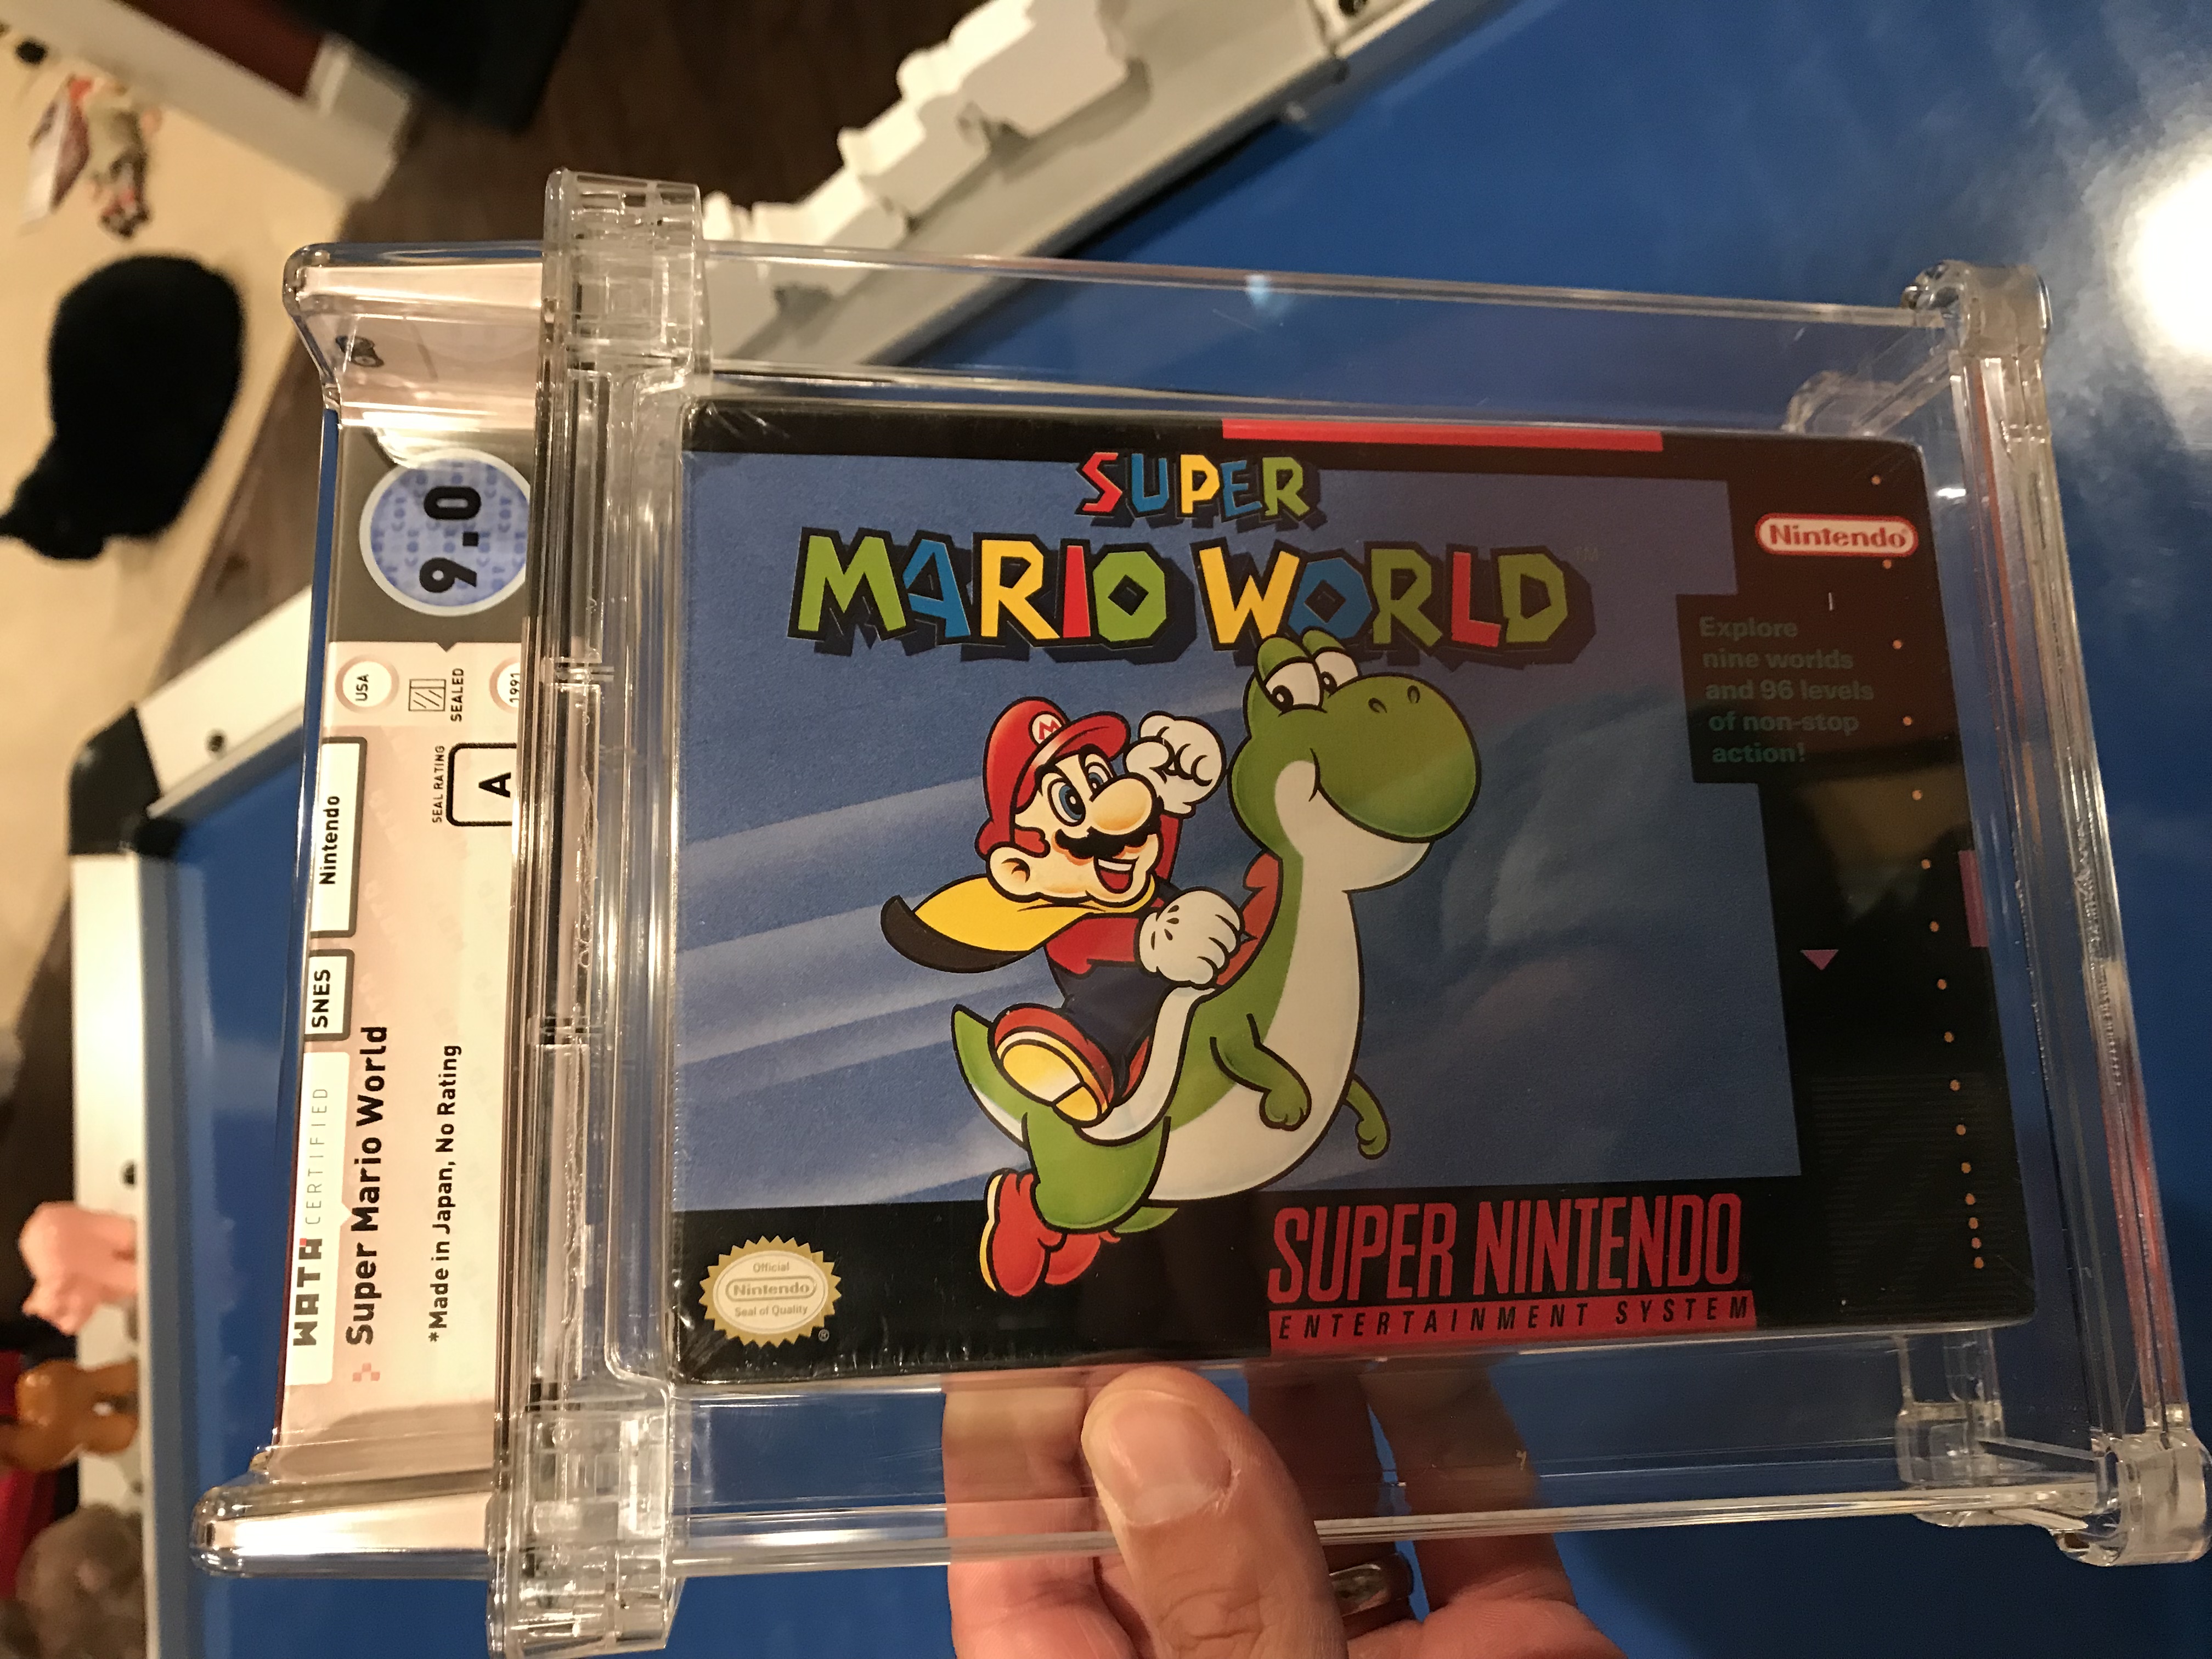 9.0
USA
SEALED
1991
SEAL RATING
A
Nintendo
SNES
WATA CERTIFIED
Super Mario World
*Made in Japan, No Rating
SUPER
MARIO WORLD™
M
Nintendo®
Explore
nine worlds
and 96 levels
of non-stop
action!
Official
Nintendo
Seal of Quality
®
SUPER NINTENDO
ENTERTAINMENT SYSTEM